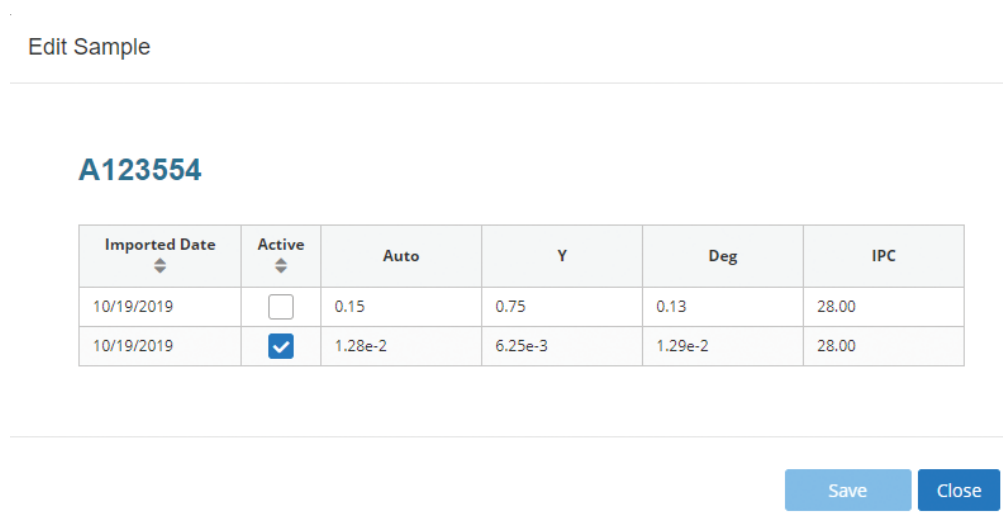 Edit Sample
A123554
Imported Date Active Auto Y Deg IPC
10/19/2019 0.15 0.75 0.13 28.00
10/19/2019 1.28e-2 6.25e-3 1.29e-2 28.00
Save Close